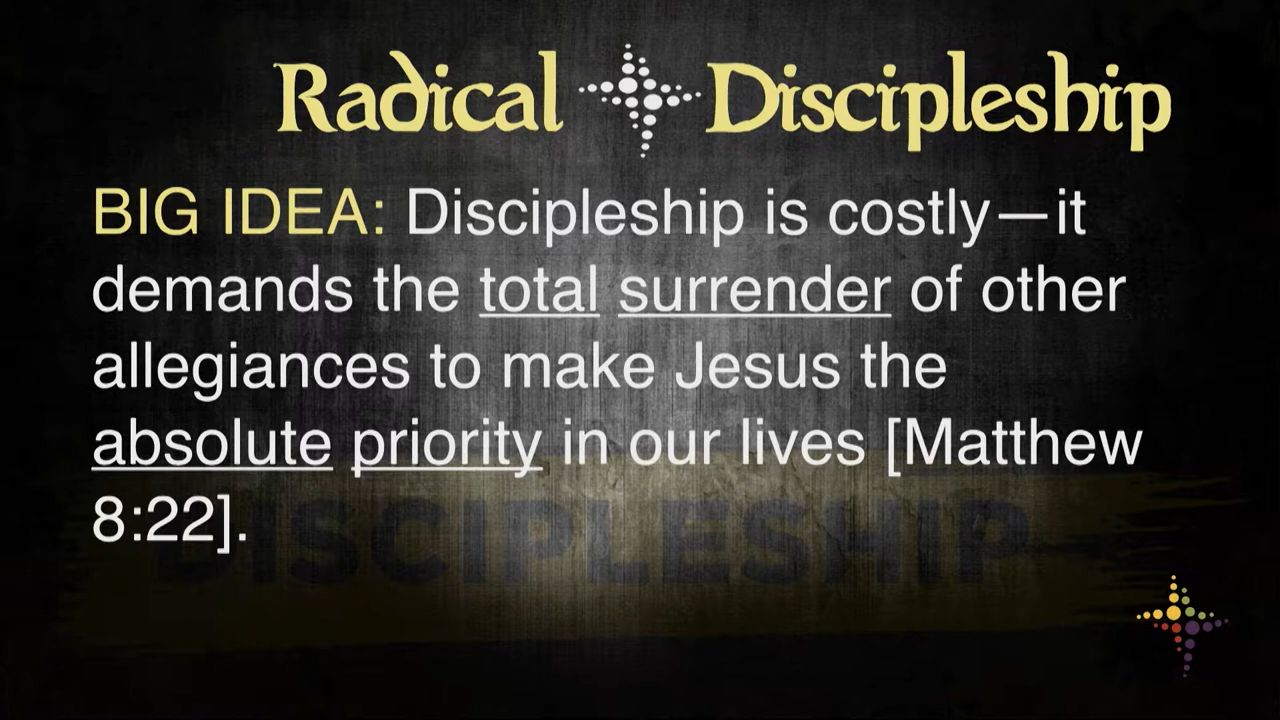 Radical Discipleship
BIG IDEA: Discipleship is costly—it
demands the total surrender of other
allegiances to make Jesus the
absolute priority in our lives [Matthew
8:22].
DISCIPLESHIP